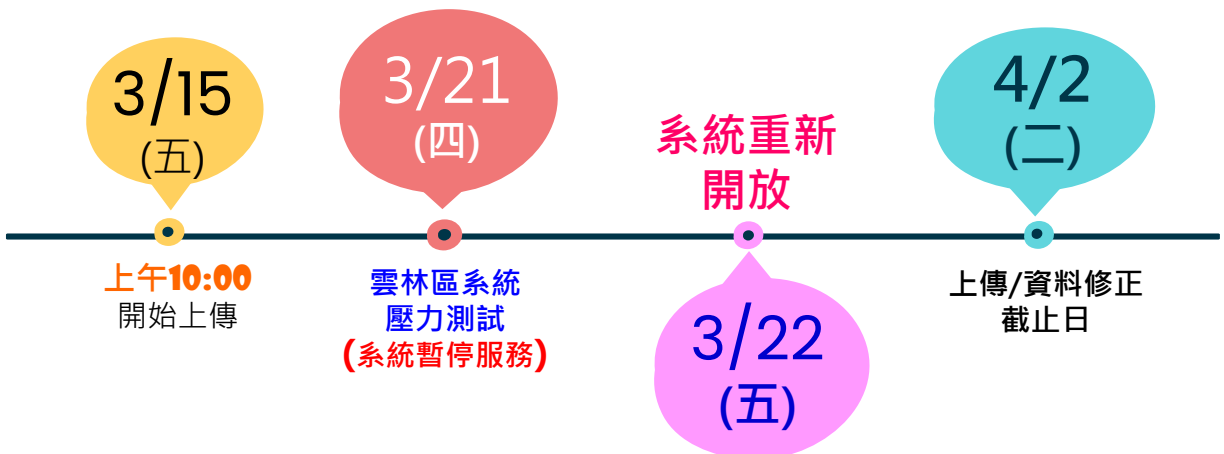 3/15
(五)
上午10:00
開始上傳
3/21
(四)
雲林區系統
壓力測試
(系統暫停服務)
系統重新
開放
3/22
(五)
4/2
(二)
上傳/資料修正
截止日